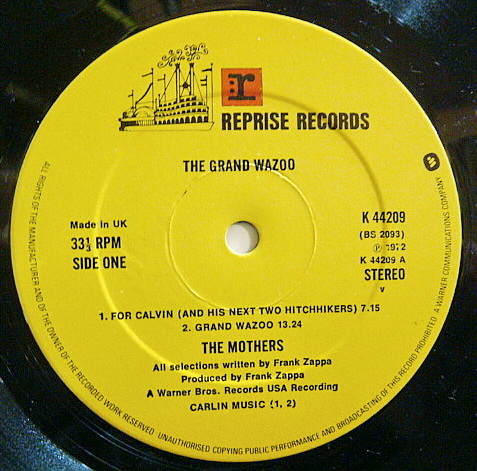 r
REPRISE RECORDS
THE GRAND WAZOO
Made in UK
33⅓ RPM
SIDE ONE
K 44209
(BS 2093)
Ⓟ 1972
K 44209 A
STEREO
v
1. FOR CALVIN (AND HIS NEXT TWO HITCHHIKERS) 7.15
2. GRAND WAZOO 13.24
THE MOTHERS
All selections written by Frank Zappa
Produced by Frank Zappa
A Warner Bros. Records USA Recording
CARLIN MUSIC (1, 2)
ALL RIGHTS OF THE MANUFACTURER AND OF THE OWNER OF THE RECORDED WORK RESERVED UNAUTHORISED COPYING PUBLIC PERFORMANCE AND BROADCASTING OF THIS RECORD PROHIBITED A WARNER COMMUNICATIONS COMPANY